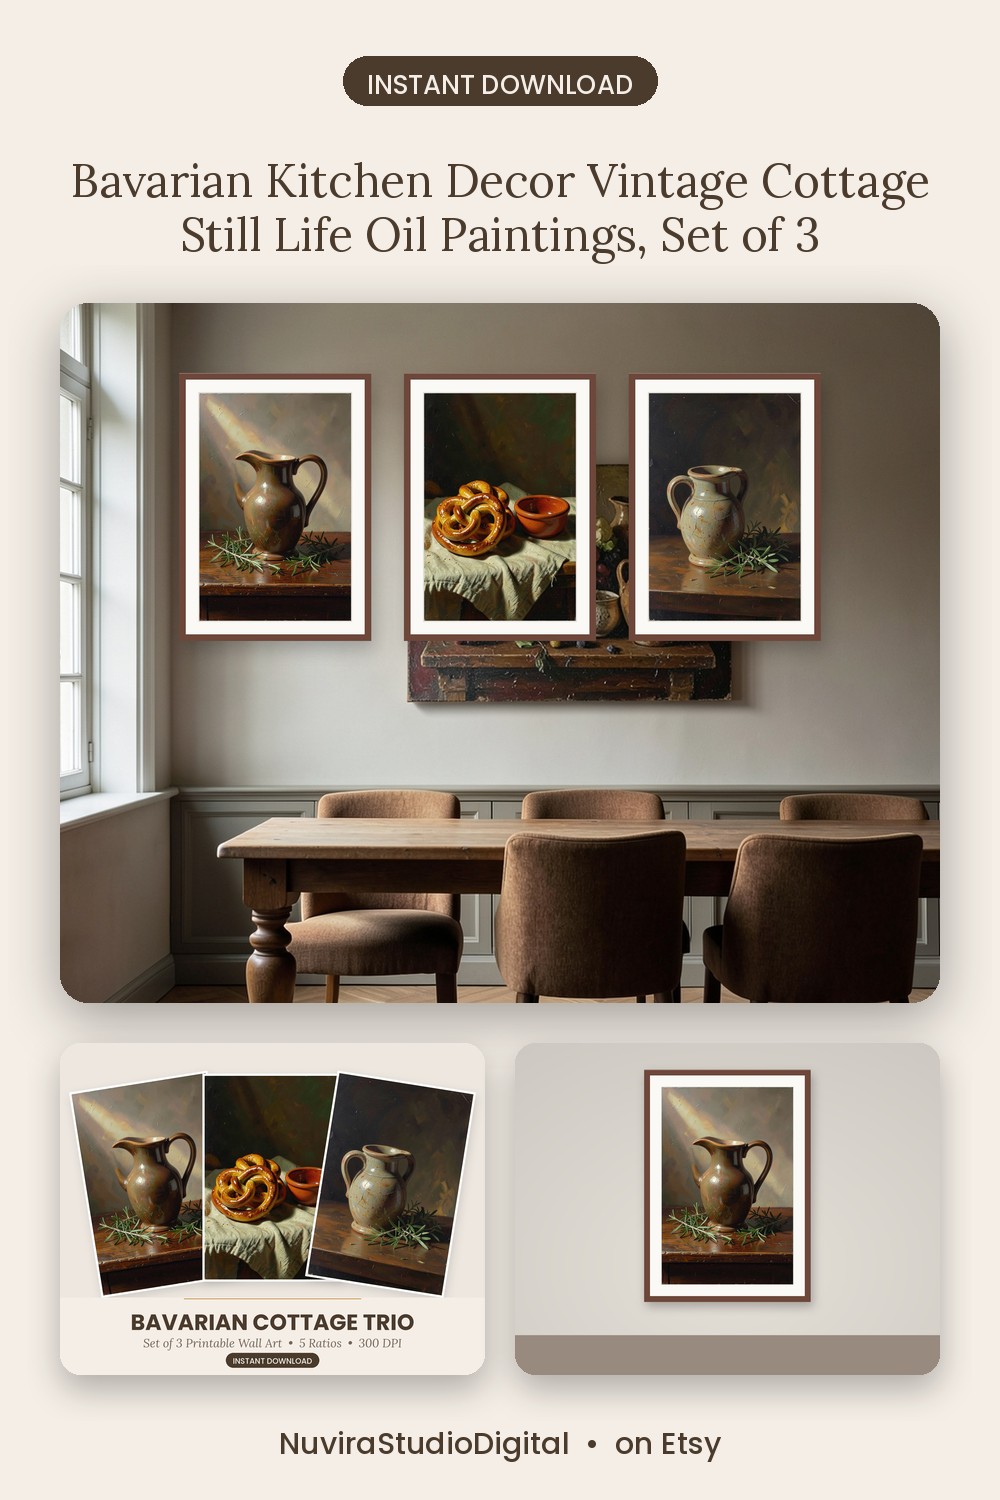 INSTANT DOWNLOAD
Bavarian Kitchen Decor Vintage Cottage
Still Life Oil Paintings, Set of 3
BAVARIAN COTTAGE TRIO
Set of 3 Printable Wall Art • 5 Ratios • 300 DPI
INSTANT DOWNLOAD
NuviraStudioDigital • on Etsy